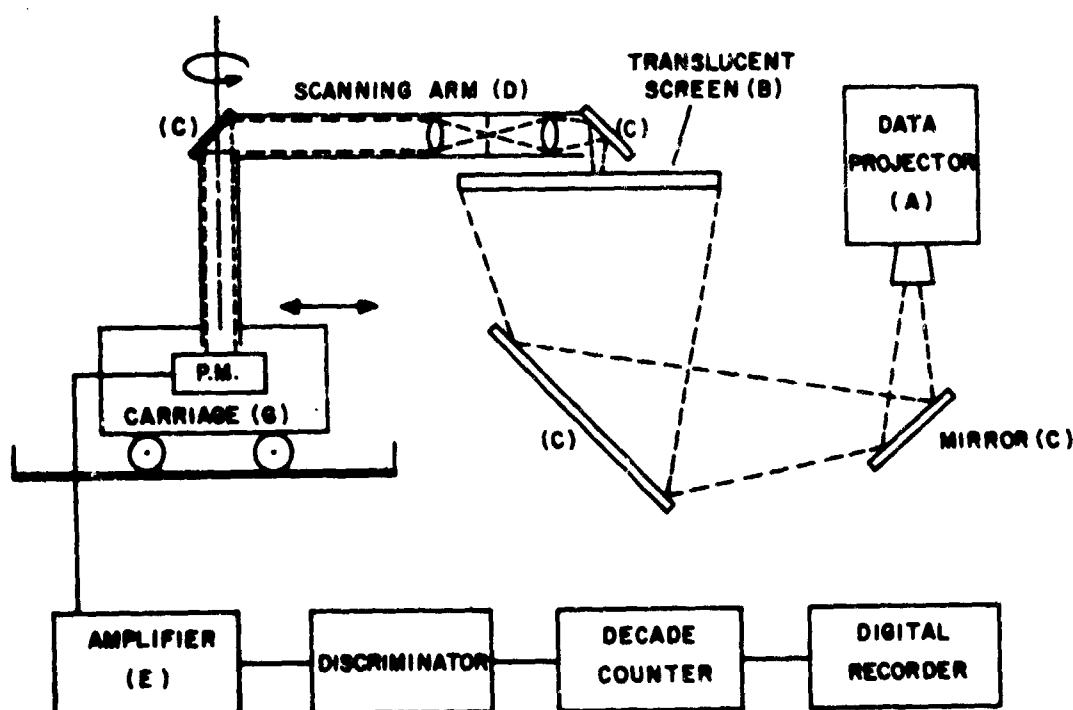 TRANSLUCENT
SCREEN (B)
SCANNING ARM (D)
(C)
(C)
DATA
PROJECTOR
(A)
P.M.
CARRIAGE (G)
(C)
MIRROR (C)
AMPLIFIER
(E)
DISCRIMINATOR
DECADE
COUNTER
DIGITAL
RECORDER